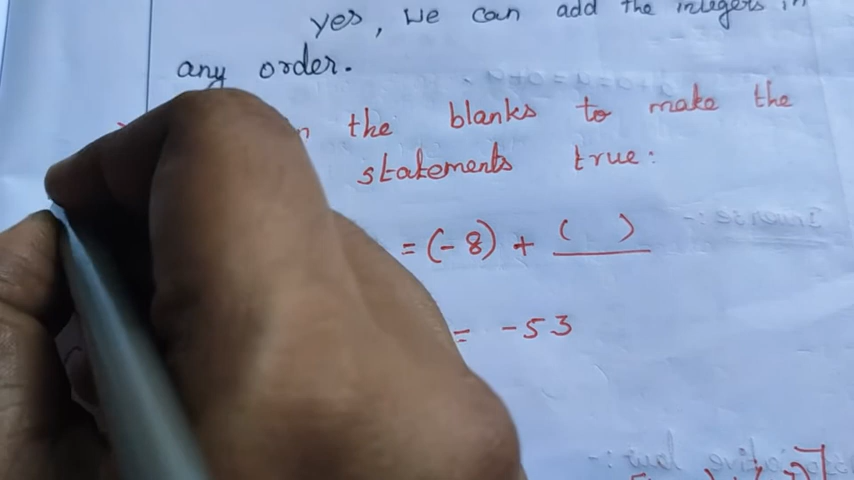 yes, we can add the integers in
any order.
the blanks to make the
statements true:
= (-8) + ( )
= -53